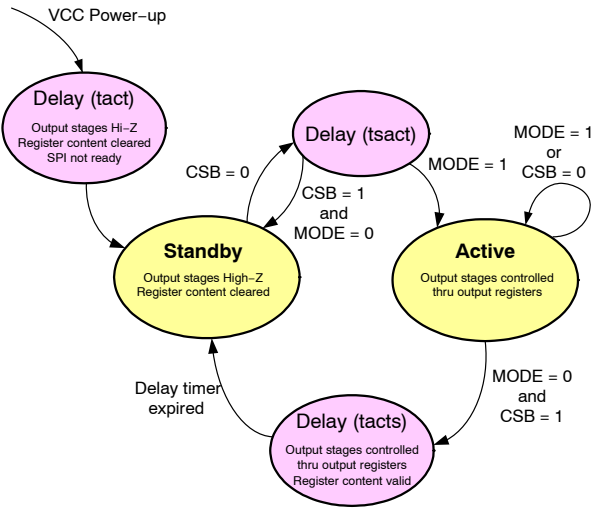 VCC Power−up
Delay (tact)
Output stages Hi−Z
Register content cleared
SPI not ready
Delay (tsact)
CSB = 0
CSB = 1
and
MODE = 0
MODE = 1
MODE = 1
or
CSB = 0
Standby
Output stages High−Z
Register content cleared
Active
Output stages controlled
thru output registers
Delay timer
expired
MODE = 0
and
CSB = 1
Delay (tacts)
Output stages controlled
thru output registers
Register content valid